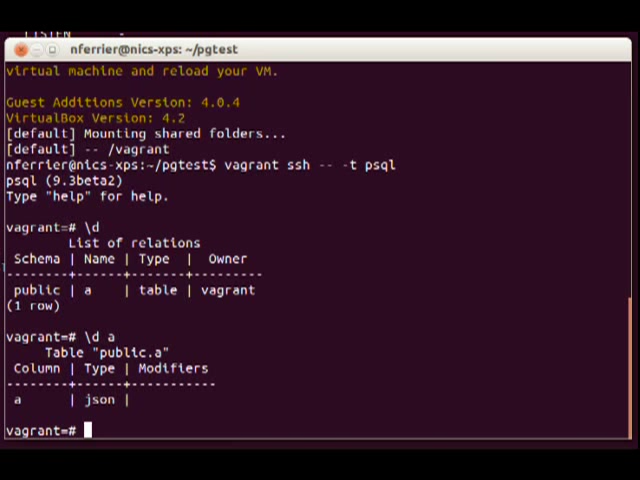 LISTEN      -
nferrier@nics-xps: ~/pgtest
virtual machine and reload your VM.
Guest Additions Version: 4.0.4
VirtualBox Version: 4.2
[default] Mounting shared folders...
[default] -- /vagrant
nferrier@nics-xps:~/pgtest$ vagrant ssh -- -t psql
psql (9.3beta2)
Type "help" for help.
vagrant=# \d
        List of relations
 Schema | Name | Type  |  Owner
--------+------+-------+---------
 public | a    | table | vagrant
(1 row)
vagrant=# \d a
     Table "public.a"
 Column | Type | Modifiers
--------+------+-----------
 a      | json |
vagrant=#